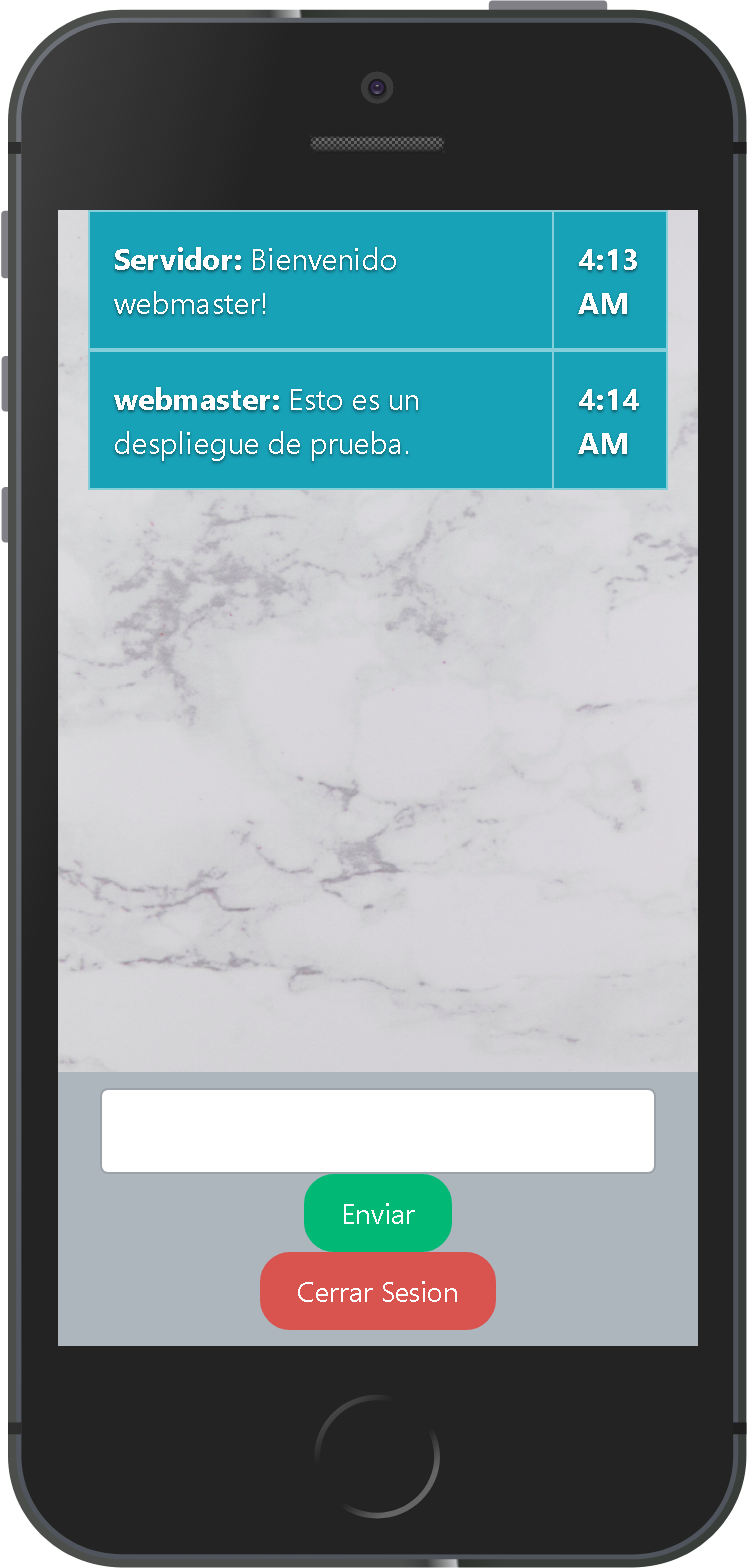 Servidor: Bienvenido
webmaster!
4:13
AM
webmaster: Esto es un
despliegue de prueba.
4:14
AM
Enviar
Cerrar Sesion